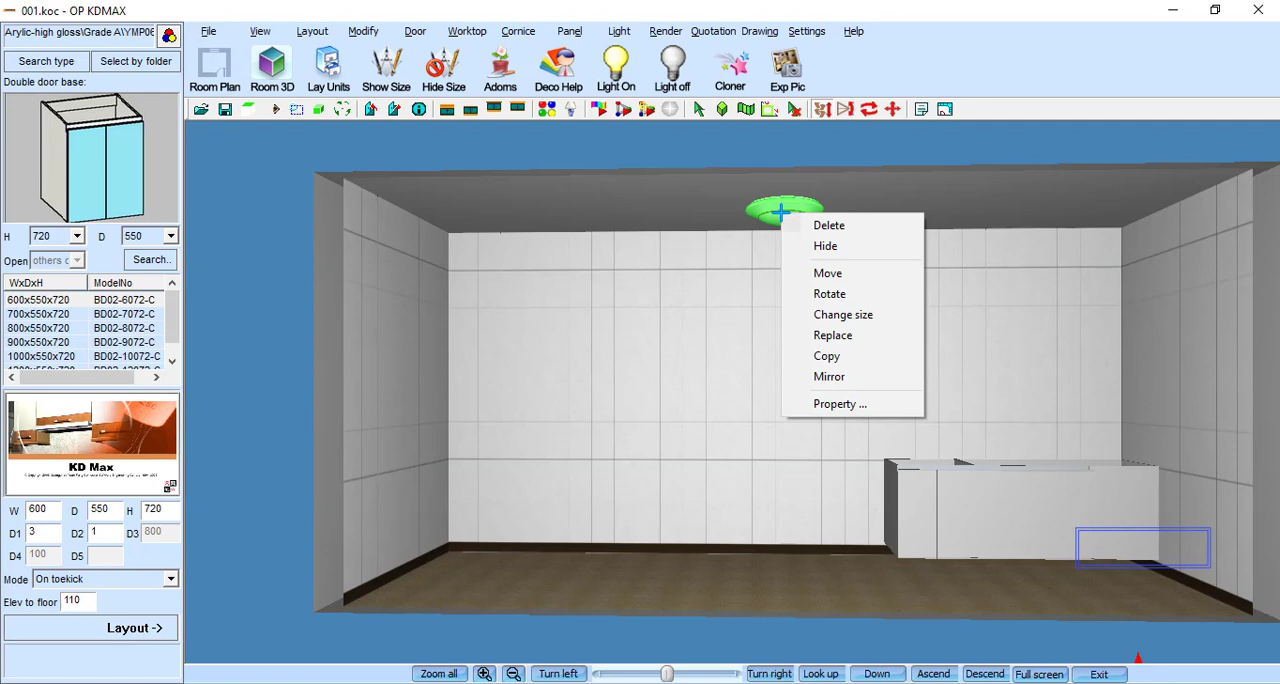 001.koc - OP KDMAX
Arylic-high gloss\Grade A\YMP06
File View Layout Modify Door Worktop Cornice Panel Light Render Quotation Drawing Settings Help
Search type Select by folder
Room Plan Room 3D Lay Units Show Size Hide Size Adoms Deco Help Light On Light off Cloner Exp Pic
Double door base:
H 720 D 550
Open others c Search..
WxDxH ModelNo
600x550x720 BD02-6072-C
700x550x720 BD02-7072-C
800x550x720 BD02-8072-C
900x550x720 BD02-9072-C
1000x550x720 BD02-10072-C
KD Max
W 600 D 550 H 720
D1 3 D2 1 D3 800
D4 100 D5
Mode On toekick
Elev to floor 110
Layout ->
Delete
Hide
Move
Rotate
Change size
Replace
Copy
Mirror
Property ...
Zoom all Turn left Turn right Look up Down Ascend Descend Full screen Exit